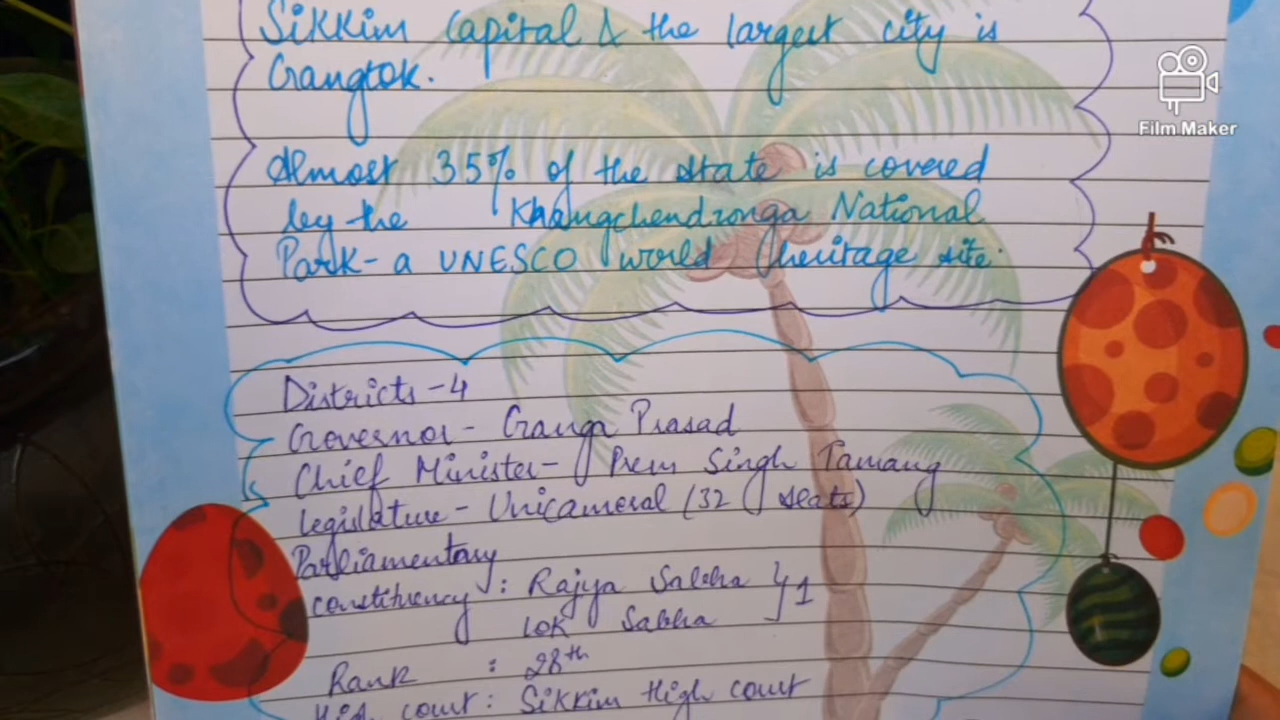 Sikkim Capital & the largest city is
Gangtok.
Almost 35% of the state is covered
by the Khangchendzonga National
Park - a UNESCO world heritage site.
Districts - 4
Governor - Ganga Prasad
Chief Minister - Prem Singh Tamang
Legislature - Unicameral (32 seats)
Parliamentary
constituency : Rajya Sabha } 1
Lok Sabha
Rank : 28th
High court : Sikkim High court
Film Maker